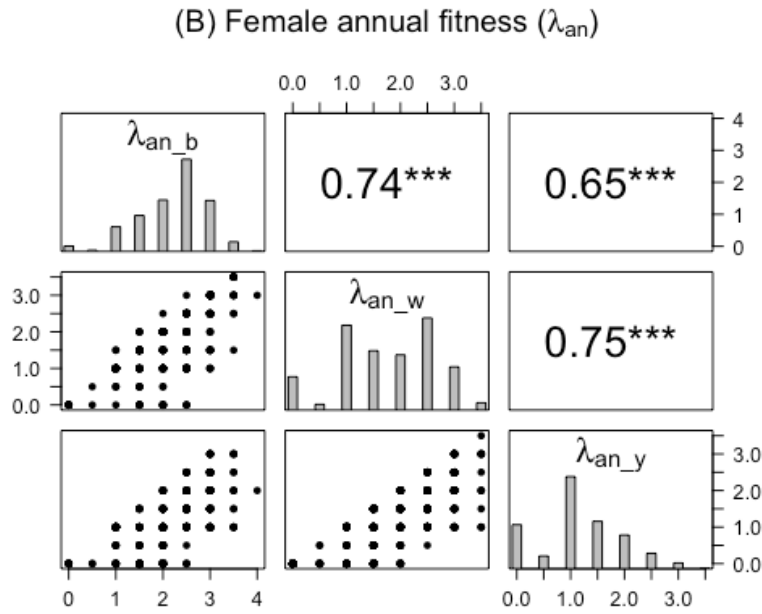 (B) Female annual fitness (λan)
0.0 1.0 2.0 3.0
λan_b 0.74*** 0.65***
4
3
2
1
0
3.0
2.0
1.0
0.0
λan_w 0.75***
λan_y
3.0
2.0
1.0
0.0
0 1 2 3 4 0.0 1.0 2.0 3.0